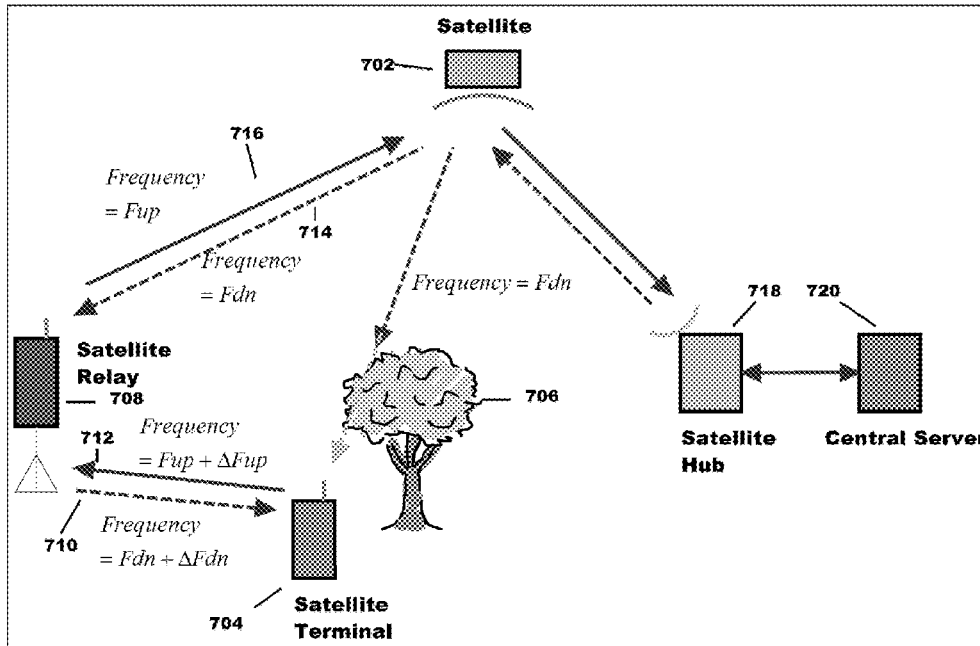 Satellite
702
716
Frequency
= Fup
714
Frequency
= Fdn
Frequency = Fdn
718
720
Satellite
Relay
708
706
712
Frequency
= Fup + ΔFup
Satellite
Hub
Central Server
710
Frequency
= Fdn + ΔFdn
704
Satellite
Terminal